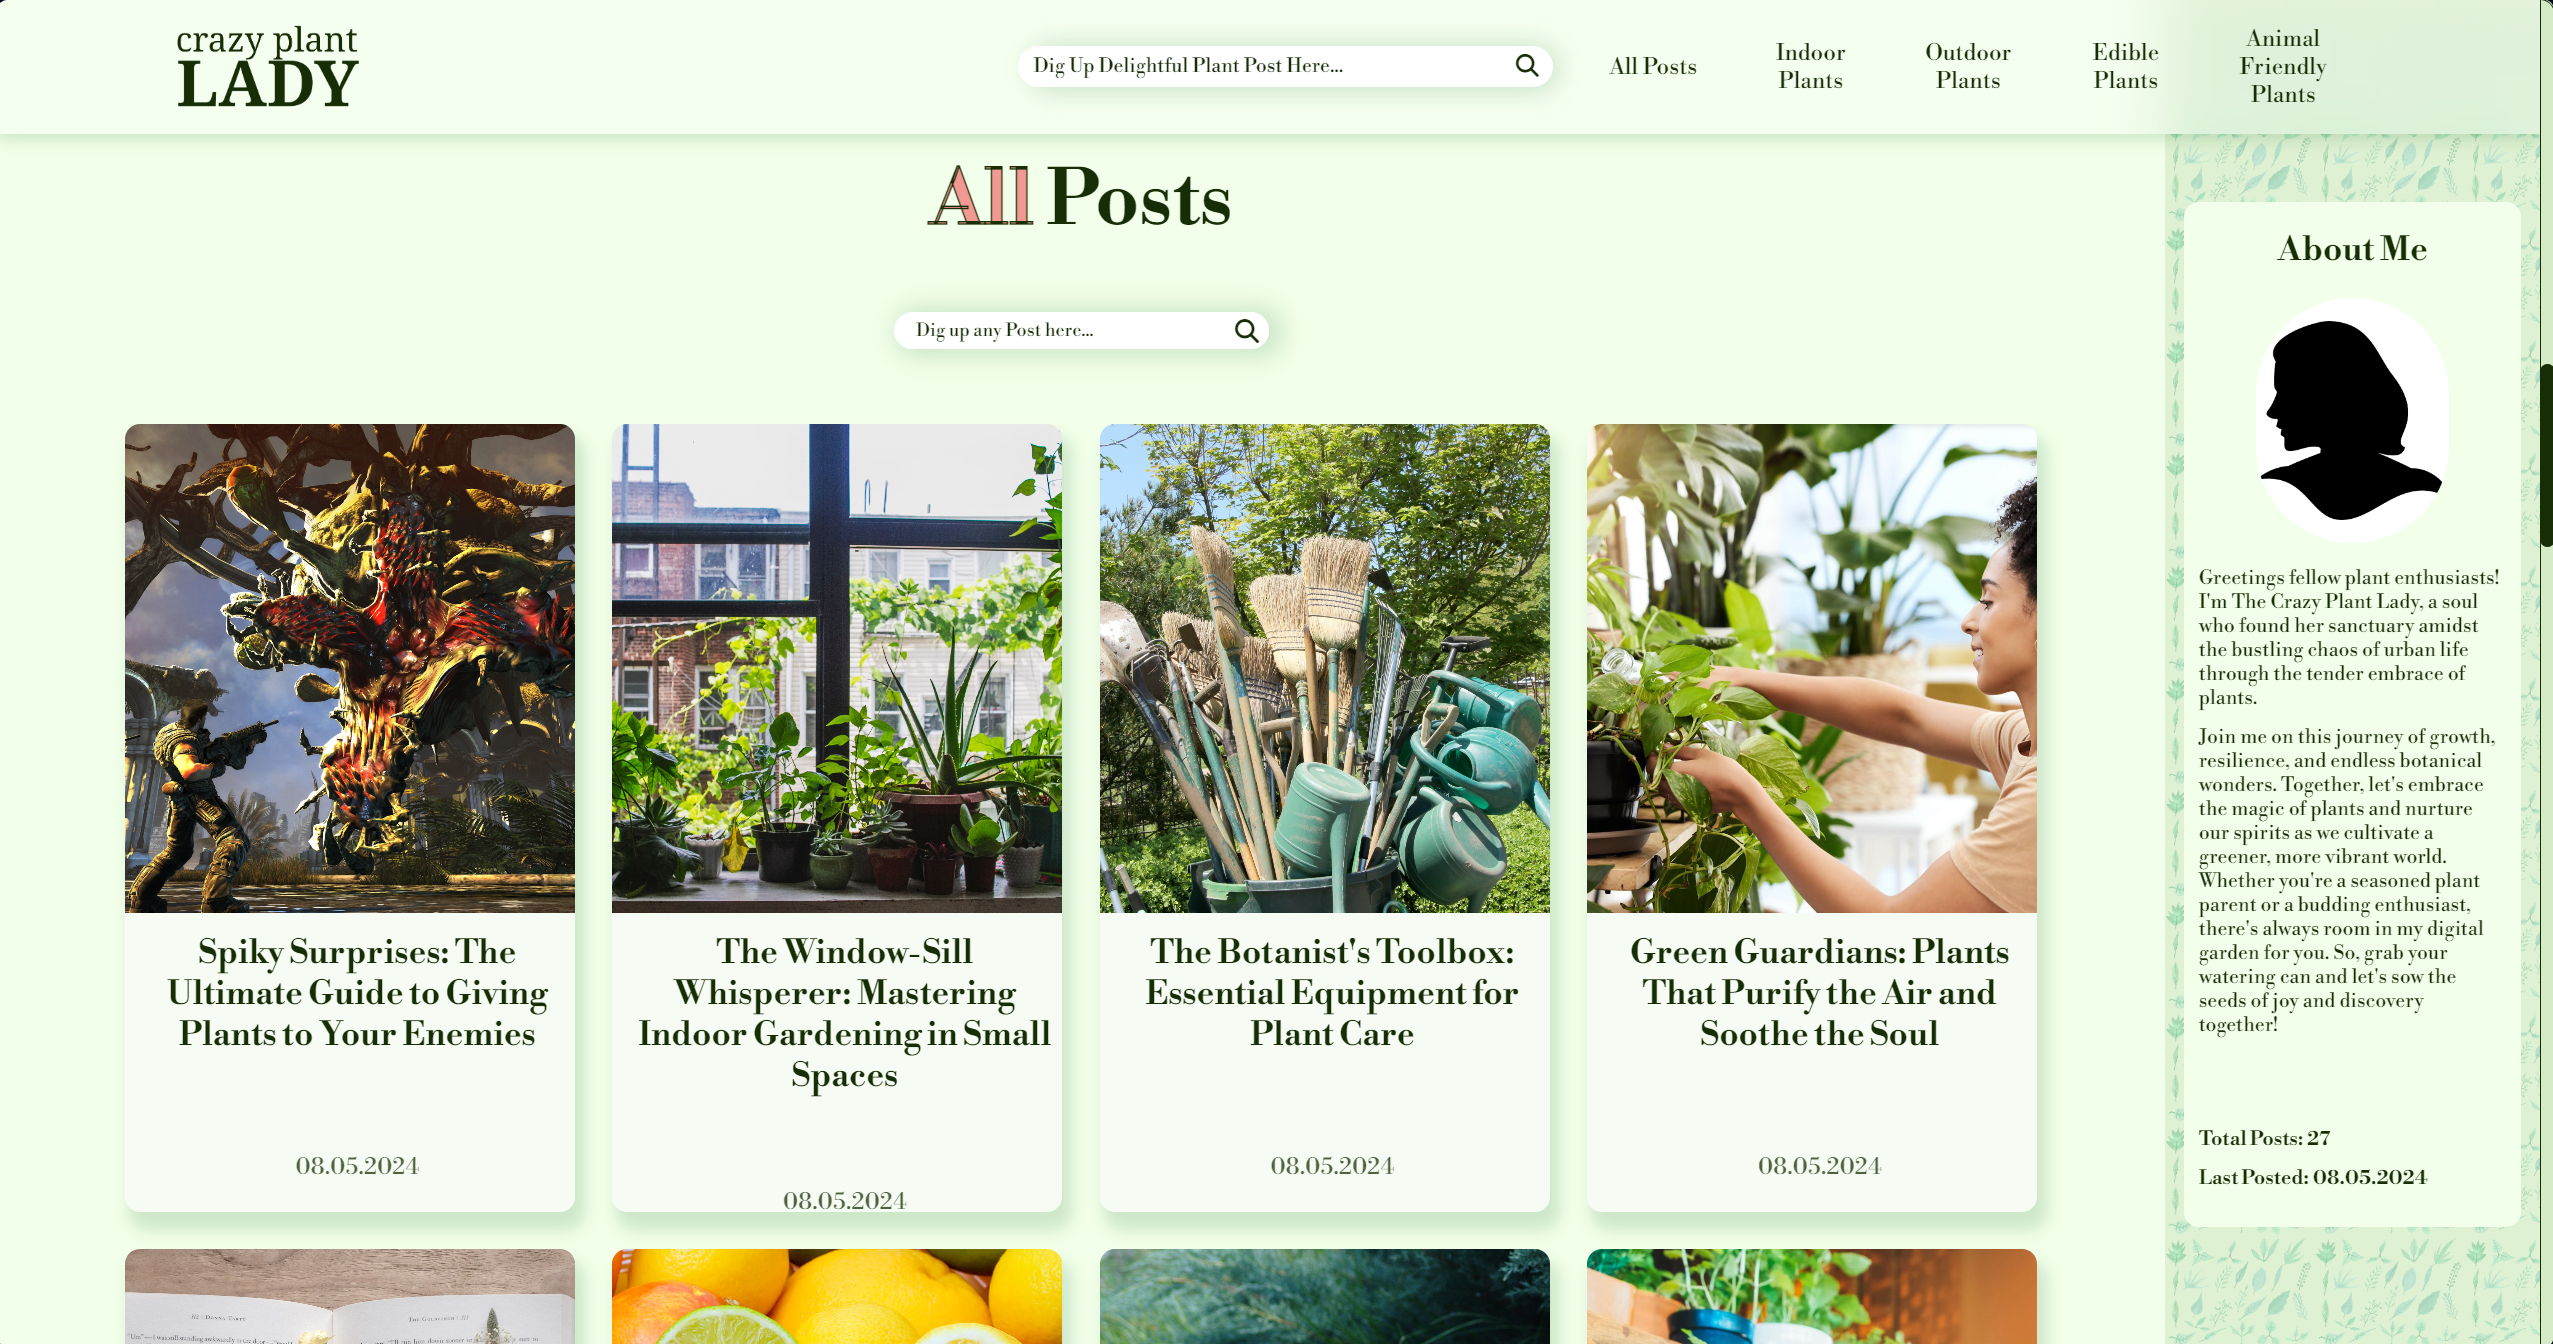 crazy plant
LADY
Dig Up Delightful Plant Post Here...
All Posts
Indoor
Plants
Outdoor
Plants
Edible
Plants
Animal
Friendly
Plants
All Posts
Dig up any Post here...
Spiky Surprises: The
Ultimate Guide to Giving
Plants to Your Enemies
08.05.2024
The Window-Sill
Whisperer: Mastering
Indoor Gardening in Small
Spaces
08.05.2024
The Botanist's Toolbox:
Essential Equipment for
Plant Care
08.05.2024
Green Guardians: Plants
That Purify the Air and
Soothe the Soul
08.05.2024
About Me
Greetings fellow plant enthusiasts!
I'm The Crazy Plant Lady, a soul
who found her sanctuary amidst
the bustling chaos of urban life
through the tender embrace of
plants.
Join me on this journey of growth,
resilience, and endless botanical
wonders. Together, let's embrace
the magic of plants and nurture
our spirits as we cultivate a
greener, more vibrant world.
Whether you're a seasoned plant
parent or a budding enthusiast,
there's always room in my digital
garden for you. So, grab your
watering can and let's sow the
seeds of joy and discovery
together!
Total Posts: 27
Last Posted: 08.05.2024